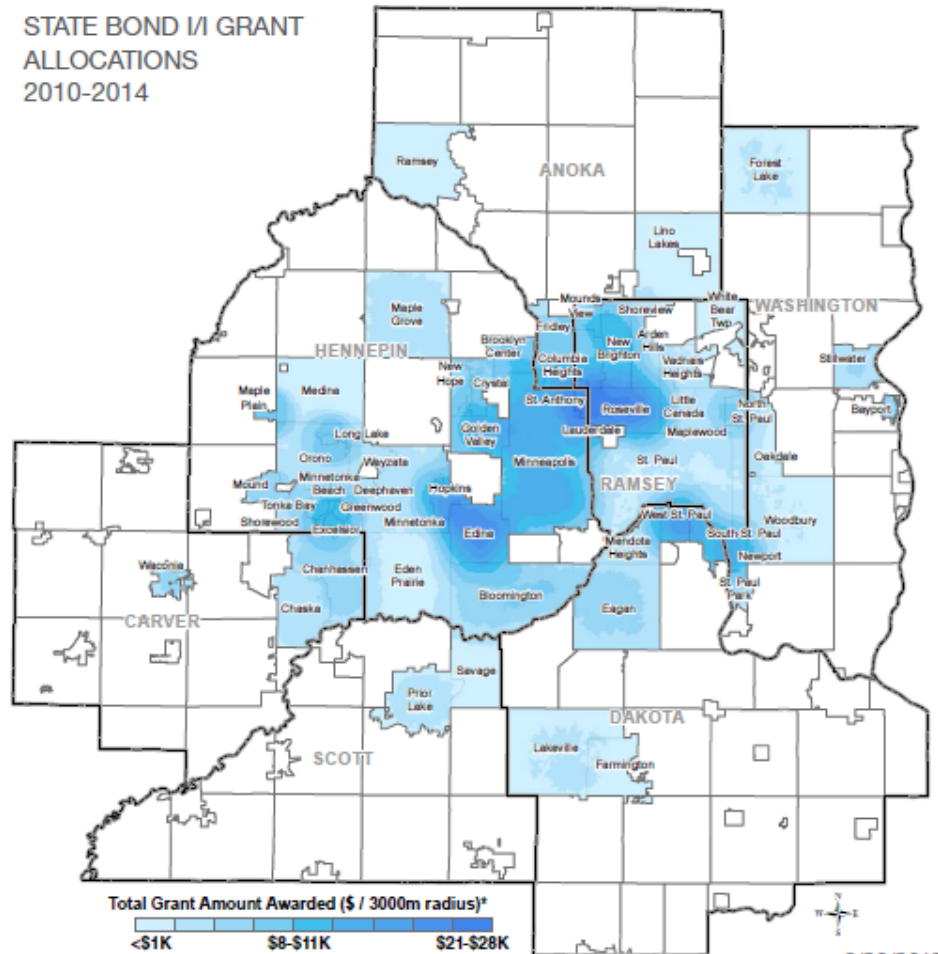 STATE BOND I/I GRANT
ALLOCATIONS
2010-2014
Ramsey
ANOKA
Forest
Lake
Lino
Lakes
Maple
Grove
HENNEPIN
Mounds
View
Shoreview
White
Bear
Twp
WASHINGTON
Fridley
Brooklyn
Center
New
Brighton
Arden
Hills
Columbia
Heights
Vadnais
Heights
Stillwater
New
Hope
Crystal
Maple
Plain
Medina
St. Anthony
Roseville
Little
Canada
North
St. Paul
Bayport
Golden
Valley
Lauderdale
Maplewood
Long Lake
Orono
Wayzata
Minneapolis
St. Paul
Oakdale
Mound
Minnetonka
Beach
Deephaven
Hopkins
RAMSEY
Tonka Bay
Greenwood
Shorewood
Minnetonka
West St. Paul
Woodbury
Excelsior
Edina
South St. Paul
Mendota
Heights
Newport
Waconia
Chanhassen
Eden
Prairie
St. Paul
Park
Chaska
Bloomington
Eagan
CARVER
Savage
Prior
Lake
DAKOTA
SCOTT
Lakeville
Farmington
Total Grant Amount Awarded ($ / 3000m radius)*
<$1K $8-$11K $21-$28K
N
W E
S